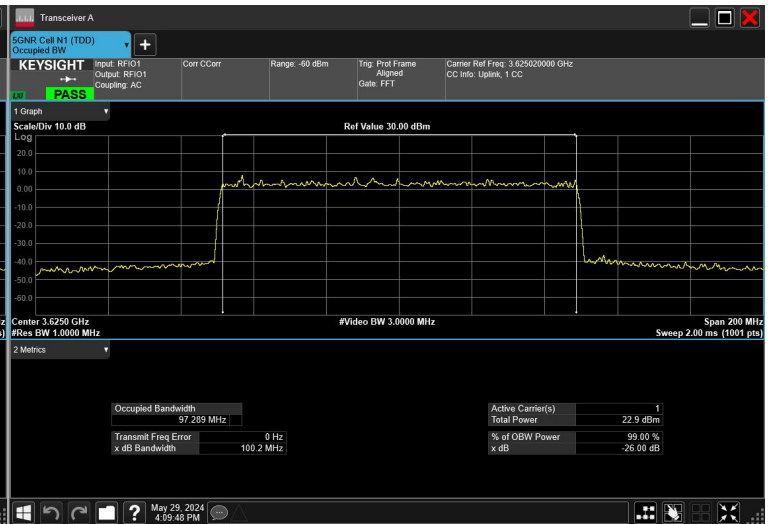 Transceiver A
5GNR Cell N1 (TDD)
Occupied BW
KEYSIGHT
Input: RFIO1
Output: RFIO1
Coupling: AC
Corr CCorr
Range: -60 dBm
Trig: Prot Frame
Aligned
Gate: FFT
Carrier Ref Freq: 3.625020000 GHz
CC Info: Uplink, 1 CC
PASS
1 Graph
Scale/Div 10.0 dB
Ref Value 30.00 dBm
Log
20.0
10.0
0.00
-10.0
-20.0
-30.0
-40.0
-50.0
-60.0
Center 3.6250 GHz
#Video BW 3.0000 MHz
Span 200 MHz
#Res BW 1.0000 MHz
Sweep 2.00 ms (1001 pts)
2 Metrics
Occupied Bandwidth
97.289 MHz
Transmit Freq Error 0 Hz
x dB Bandwidth 100.2 MHz
Active Carrier(s) 1
Total Power 22.9 dBm
% of OBW Power 99.00 %
x dB -26.00 dB
May 29, 2024
4:09:48 PM